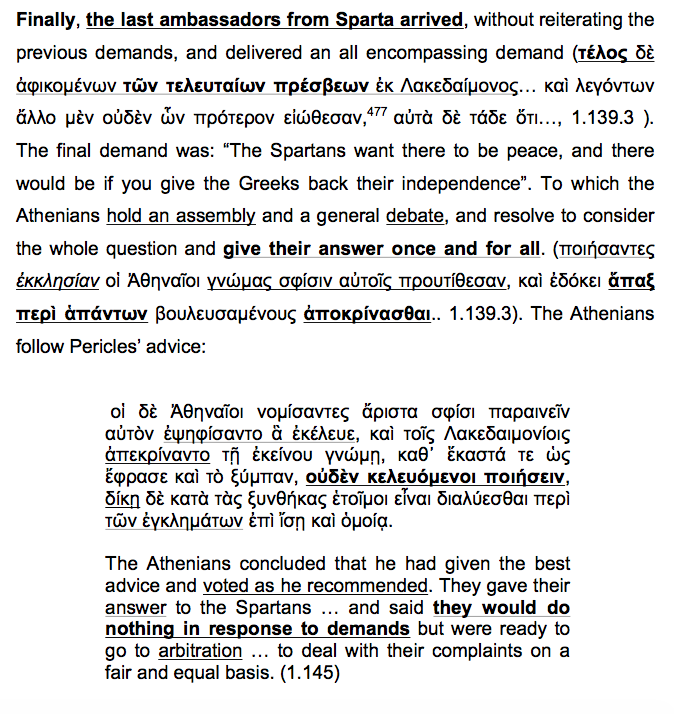 Finally, the last ambassadors from Sparta arrived, without reiterating the
previous demands, and delivered an all encompassing demand (τέλος δὲ
ἀφικομένων τῶν τελευταίων πρέσβεων ἐκ Λακεδαίμονος... καὶ λεγόντων
ἄλλο μὲν οὐδὲν ὧν πρότερον εἰώθεσαν,477 αὐτὰ δὲ τάδε ὅτι..., 1.139.3 ).
The final demand was: “The Spartans want there to be peace, and there
would be if you give the Greeks back their independence”. To which the
Athenians hold an assembly and a general debate, and resolve to consider
the whole question and give their answer once and for all. (ποιήσαντες
ἐκκλησίαν οἱ Ἀθηναῖοι γνώμας σφίσιν αὐτοῖς προυτίθεσαν, καὶ ἐδόκει ἅπαξ
περὶ ἁπάντων βουλευσαμένους ἀποκρίνασθαι.. 1.139.3). The Athenians
follow Pericles’ advice:
οἱ δὲ Ἀθηναῖοι νομίσαντες ἄριστα σφίσι παραινεῖν
αὐτὸν ἐψηφίσαντο ἃ ἐκέλευε, καὶ τοῖς Λακεδαιμονίοις
ἀπεκρίναντο τῇ ἐκείνου γνώμῃ, καθ’ ἕκαστά τε ὡς
ἔφρασε καὶ τὸ ξύμπαν, οὐδὲν κελευόμενοι ποιήσειν,
δίκῃ δὲ κατὰ τὰς ξυνθήκας ἑτοῖμοι εἶναι διαλύεσθαι περὶ
τῶν ἐγκλημάτων ἐπὶ ἴσῃ καὶ ὁμοίᾳ.
The Athenians concluded that he had given the best
advice and voted as he recommended. They gave their
answer to the Spartans ... and said they would do
nothing in response to demands but were ready to
go to arbitration ... to deal with their complaints on a
fair and equal basis. (1.145)